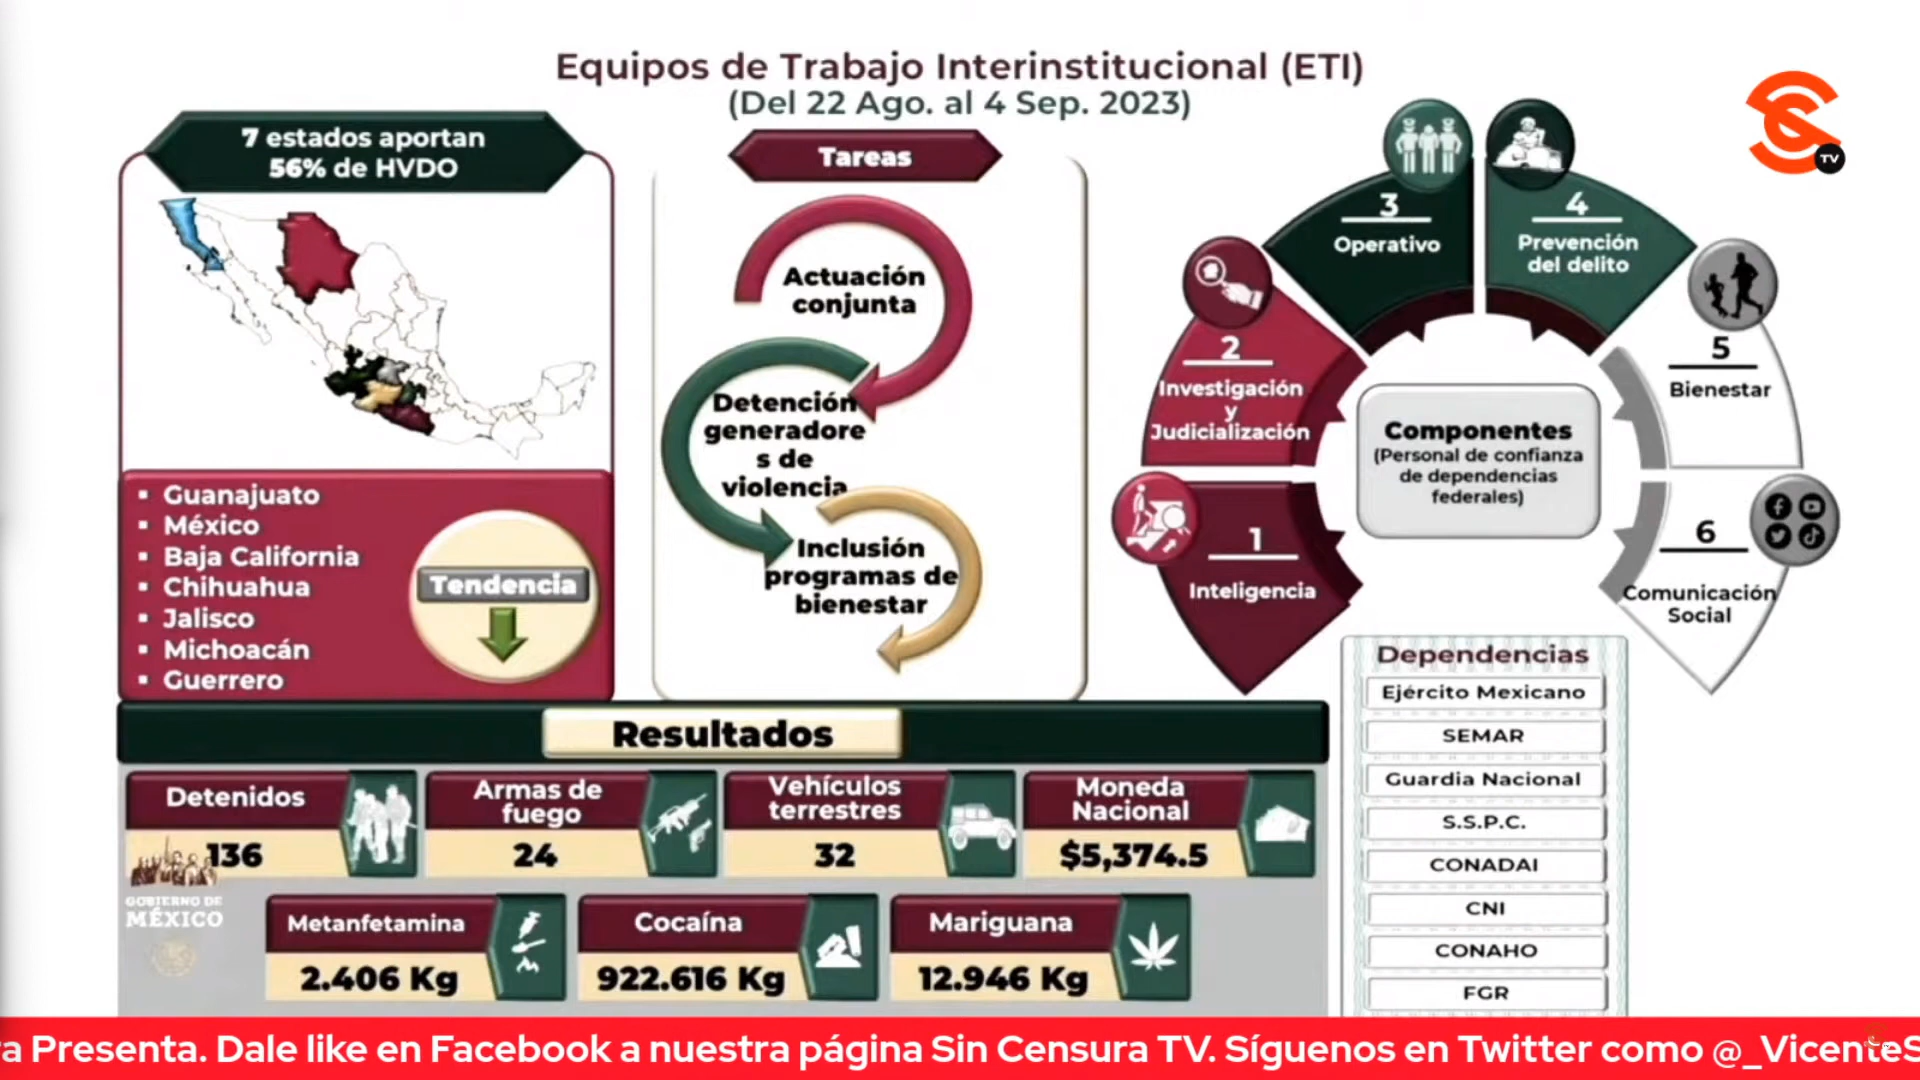 Equipos de Trabajo Interinstitucional (ETI)
(Del 22 Ago. al 4 Sep. 2023)
7 estados aportan
56% de HVDO
Guanajuato
México
Baja California
Chihuahua
Jalisco
Michoacán
Guerrero
Tendencia
Tareas
Actuación
conjunta
Detención
generadore
s de
violencia
Inclusión
programas de
bienestar
1
Inteligencia
2
Investigación
y
Judicialización
3
Operativo
4
Prevención
del delito
5
Bienestar
6
Comunicación
Social
Componentes
(Personal de confianza
de dependencias
federales)
TV
Dependencias
Ejército Mexicano
SEMAR
Guardia Nacional
S.S.P.C.
CONADAI
CNI
CONAHO
FGR
Resultados
Detenidos
136
Armas de
fuego
24
Vehículos
terrestres
32
Moneda
Nacional
$5,374.5
Metanfetamina
2.406 Kg
Cocaína
922.616 Kg
Mariguana
12.946 Kg
GOBIERNO DE
MÉXICO
a Presenta. Dale like en Facebook a nuestra página Sin Censura TV. Síguenos en Twitter como @_VicenteS